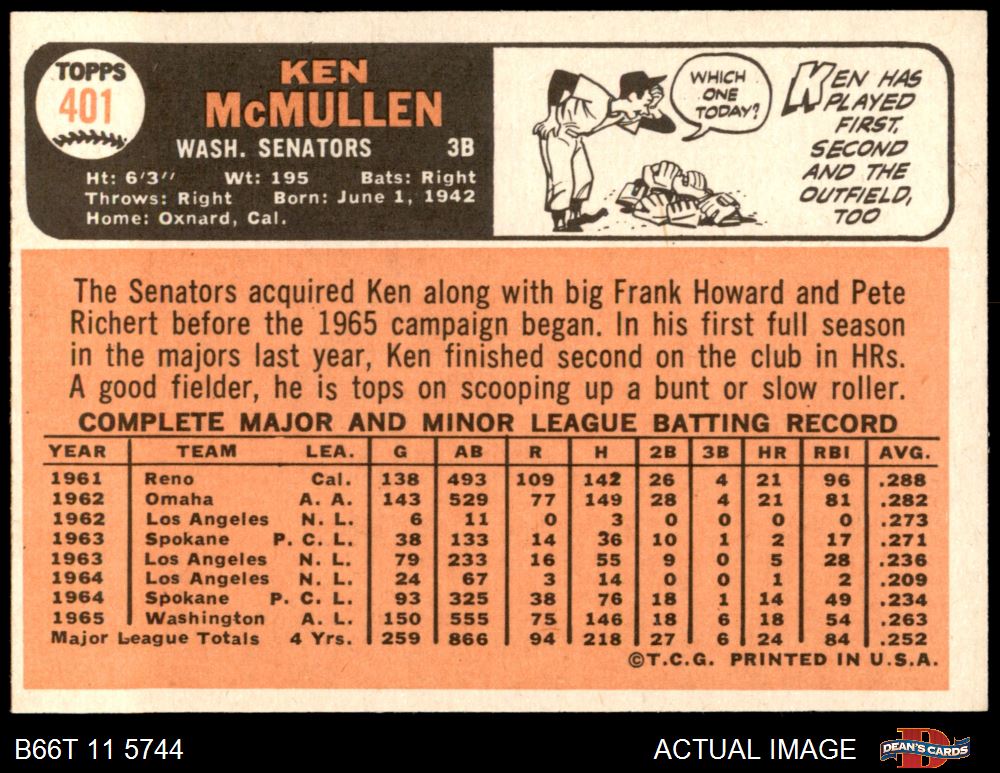 TOPPS
401
KEN
McMULLEN
WASH. SENATORS 3B
Ht: 6'3" Wt: 195 Bats: Right
Throws: Right Born: June 1, 1942
Home: Oxnard, Cal.
WHICH
ONE
TODAY?
KEN HAS
PLAYED
FIRST,
SECOND
AND THE
OUTFIELD,
TOO
The Senators acquired Ken along with big Frank Howard and Pete
Richert before the 1965 campaign began. In his first full season
in the majors last year, Ken finished second on the club in HRs.
A good fielder, he is tops on scooping up a bunt or slow roller.
COMPLETE MAJOR AND MINOR LEAGUE BATTING RECORD
YEAR TEAM LEA. G AB R H 2B 3B HR RBI AVG.
1961 Reno Cal. 138 493 109 142 26 4 21 96 .288
1962 Omaha A. A. 143 529 77 149 28 4 21 81 .282
1962 Los Angeles N. L. 6 11 0 3 0 0 0 0 .273
1963 Spokane P. C. L. 38 133 14 36 10 1 2 17 .271
1963 Los Angeles N. L. 79 233 16 55 9 0 5 28 .236
1964 Los Angeles N. L. 24 67 3 14 0 0 1 2 .209
1964 Spokane P. C. L. 93 325 38 76 18 1 14 49 .234
1965 Washington A. L. 150 555 75 146 18 6 18 54 .263
Major League Totals 4 Yrs. 259 866 94 218 27 6 24 84 .252
©T.C.G. PRINTED IN U.S.A.
B66T 11 5744 ACTUAL IMAGE DEAN'S CARDS